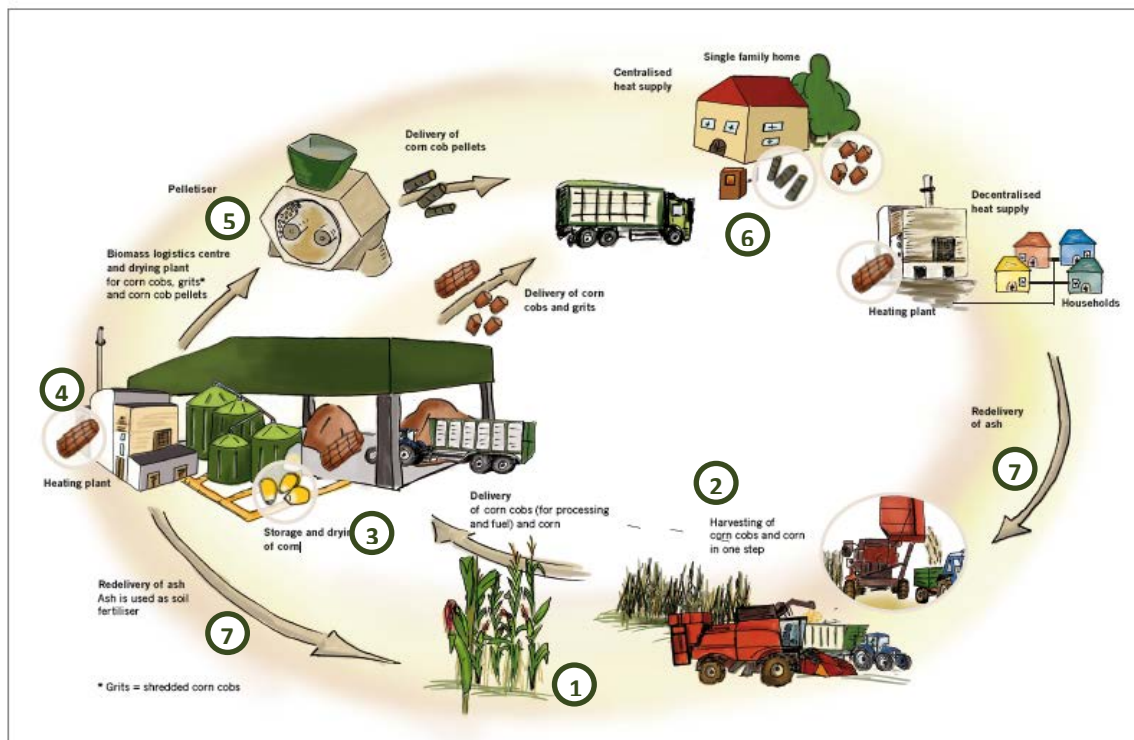 Single family home
Centralised
heat supply
Delivery of
corn cob pellets
Pelletiser
5
Decentralised
heat supply
6
Biomass logistics centre
and drying plant
for corn cobs, grits*
and corn cob pellets
Delivery of corn
cobs and grits
Heating plant
Households
4
Redelivery
of ash
7
Heating plant
2
Delivery
of corn cobs (for processing
and fuel) and corn
Harvesting of
corn cobs and corn
in one step
Storage and dryin
of corn
3
Redelivery of ash
Ash is used as soil
fertiliser
7
1
* Grits = shredded corn cobs